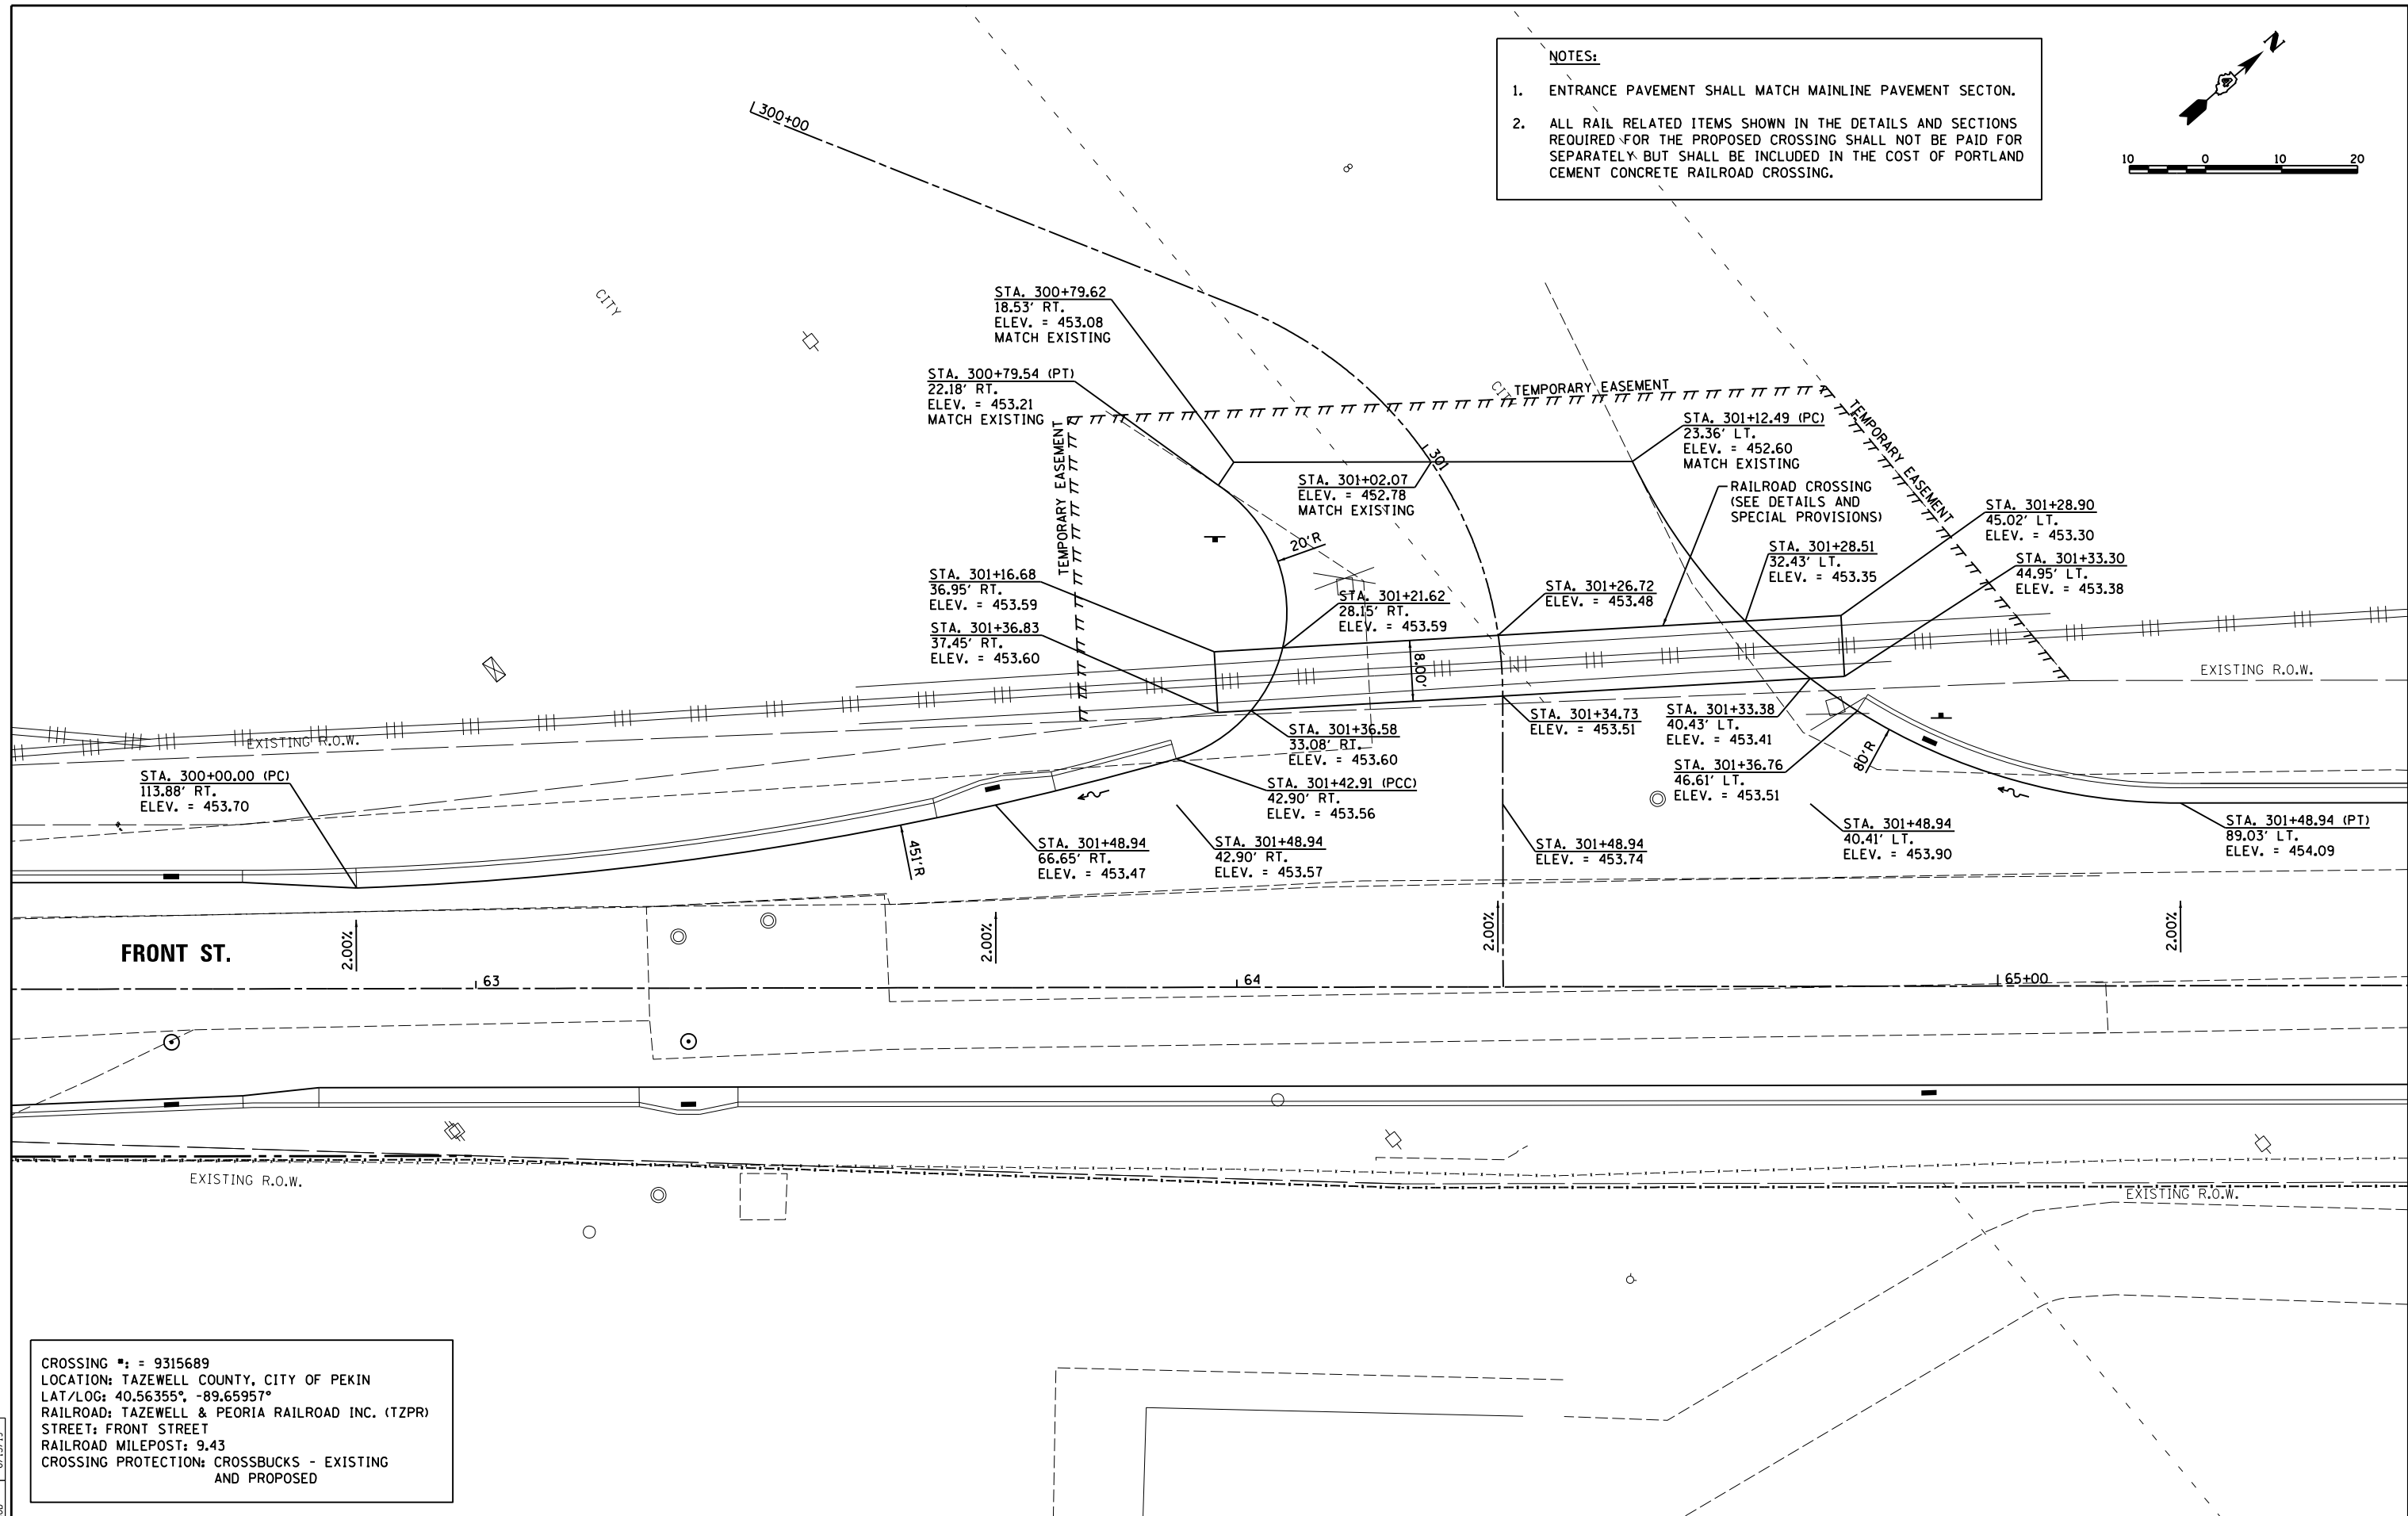 NOTES:
1. ENTRANCE PAVEMENT SHALL MATCH MAINLINE PAVEMENT SECTON.
2. ALL RAIL RELATED ITEMS SHOWN IN THE DETAILS AND SECTIONS
REQUIRED FOR THE PROPOSED CROSSING SHALL NOT BE PAID FOR
SEPARATELY BUT SHALL BE INCLUDED IN THE COST OF PORTLAND
CEMENT CONCRETE RAILROAD CROSSING.
N
10 0 10 20
300+00
CITY
STA. 300+79.62
18.53' RT.
ELEV. = 453.08
MATCH EXISTING
STA. 300+79.54 (PT)
22.18' RT.
ELEV. = 453.21
MATCH EXISTING
TEMPORARY EASEMENT
TEMPORARY EASEMENT
TEMPORARY EASEMENT
CITY
301
STA. 301+02.07
ELEV. = 452.78
MATCH EXISTING
STA. 301+12.49 (PC)
23.36' LT.
ELEV. = 452.60
MATCH EXISTING
RAILROAD CROSSING
(SEE DETAILS AND
SPECIAL PROVISIONS)
STA. 301+28.90
45.02' LT.
ELEV. = 453.30
STA. 301+28.51
32.43' LT.
ELEV. = 453.35
STA. 301+33.30
44.95' LT.
ELEV. = 453.38
20'R
STA. 301+16.68
36.95' RT.
ELEV. = 453.59
STA. 301+21.62
28.15' RT.
ELEV. = 453.59
STA. 301+26.72
ELEV. = 453.48
STA. 301+36.83
37.45' RT.
ELEV. = 453.60
8.00'
EXISTING R.O.W.
EXISTING R.O.W.
STA. 301+36.58
33.08' RT.
ELEV. = 453.60
STA. 301+34.73
ELEV. = 453.51
STA. 301+33.38
40.43' LT.
ELEV. = 453.41
STA. 301+36.76
46.61' LT.
ELEV. = 453.51
80'R
STA. 300+00.00 (PC)
113.88' RT.
ELEV. = 453.70
STA. 301+42.91 (PCC)
42.90' RT.
ELEV. = 453.56
451'R
STA. 301+48.94
66.65' RT.
ELEV. = 453.47
STA. 301+48.94
42.90' RT.
ELEV. = 453.57
STA. 301+48.94
ELEV. = 453.74
STA. 301+48.94
40.41' LT.
ELEV. = 453.90
STA. 301+48.94 (PT)
89.03' LT.
ELEV. = 454.09
FRONT ST.
2.00%
2.00%
2.00%
2.00%
63
64
65+00
EXISTING R.O.W.
EXISTING R.O.W.
CROSSING #: = 9315689
LOCATION: TAZEWELL COUNTY, CITY OF PEKIN
LAT/LOG: 40.56355°, -89.65957°
RAILROAD: TAZEWELL & PEORIA RAILROAD INC. (TZPR)
STREET: FRONT STREET
RAILROAD MILEPOST: 9.43
CROSSING PROTECTION: CROSSBUCKS - EXISTING
AND PROPOSED